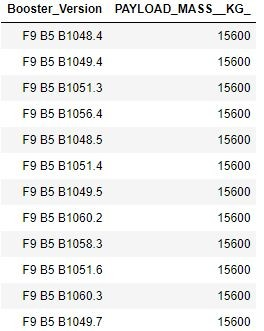 Booster_Version PAYLOAD_MASS__KG_
F9 B5 B1048.4 15600
F9 B5 B1049.4 15600
F9 B5 B1051.3 15600
F9 B5 B1056.4 15600
F9 B5 B1048.5 15600
F9 B5 B1051.4 15600
F9 B5 B1049.5 15600
F9 B5 B1060.2 15600
F9 B5 B1058.3 15600
F9 B5 B1051.6 15600
F9 B5 B1060.3 15600
F9 B5 B1049.7 15600